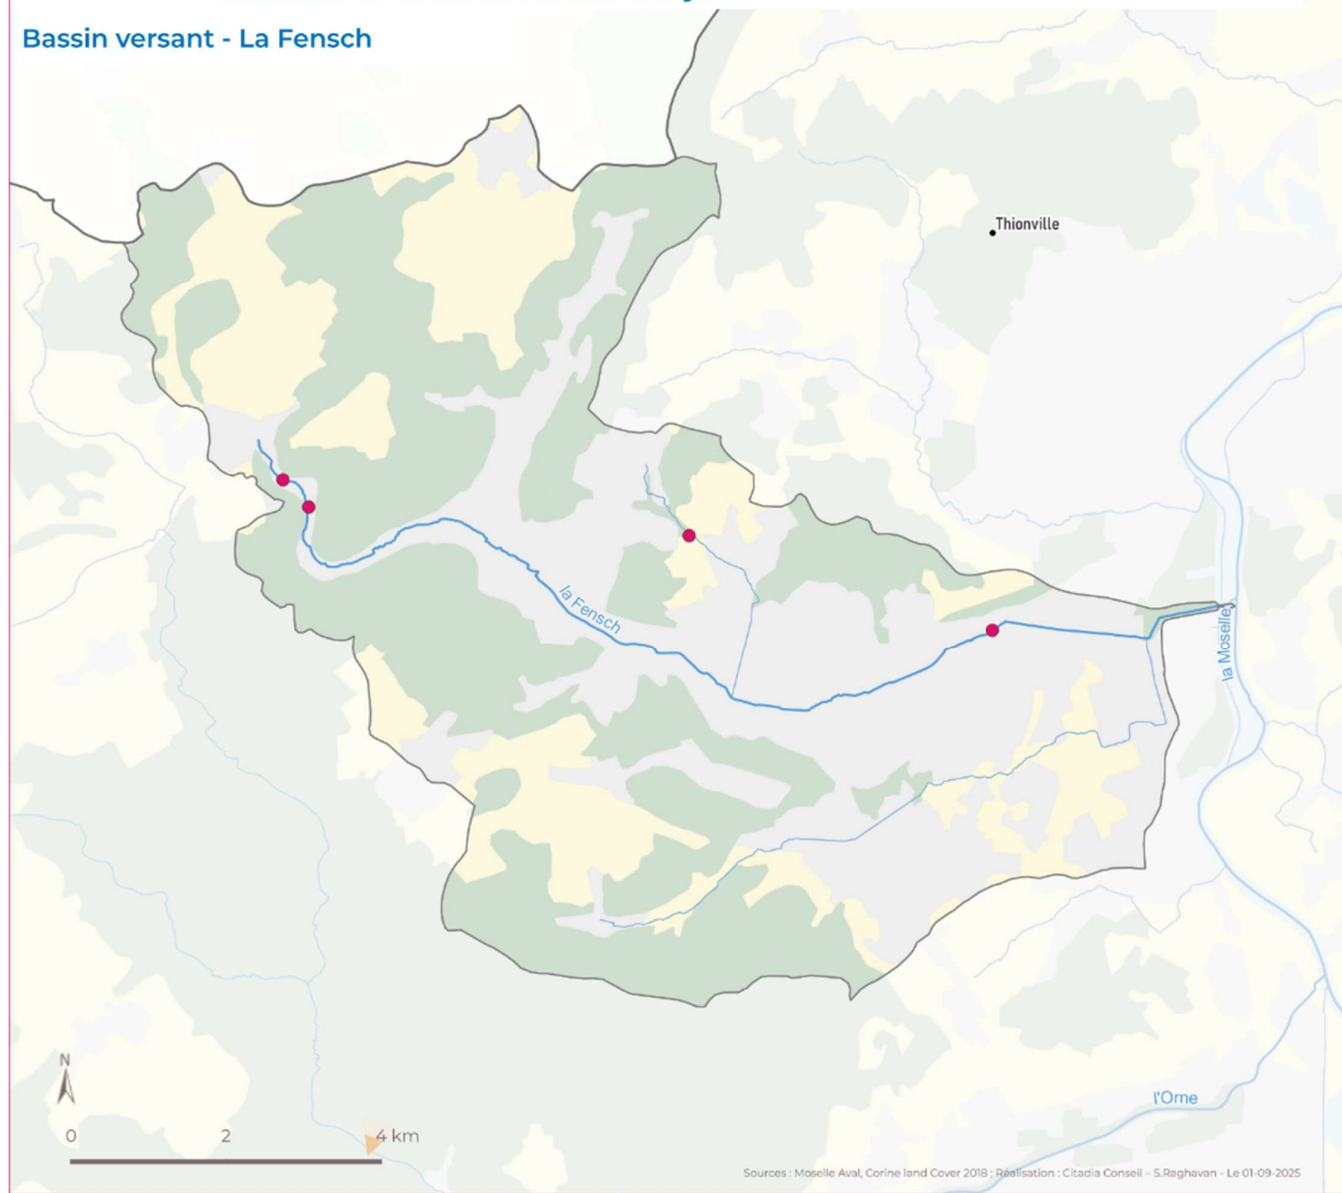 Bassin versant - La Fensch
Thionville
la Fensch
la Moselle
l'Orne
N
0 2 4 km
Sources : Moselle Aval, Corine land Cover 2018 ; Réalisation : Citadia Conseil – S.Raghavan - Le 01-09-2025